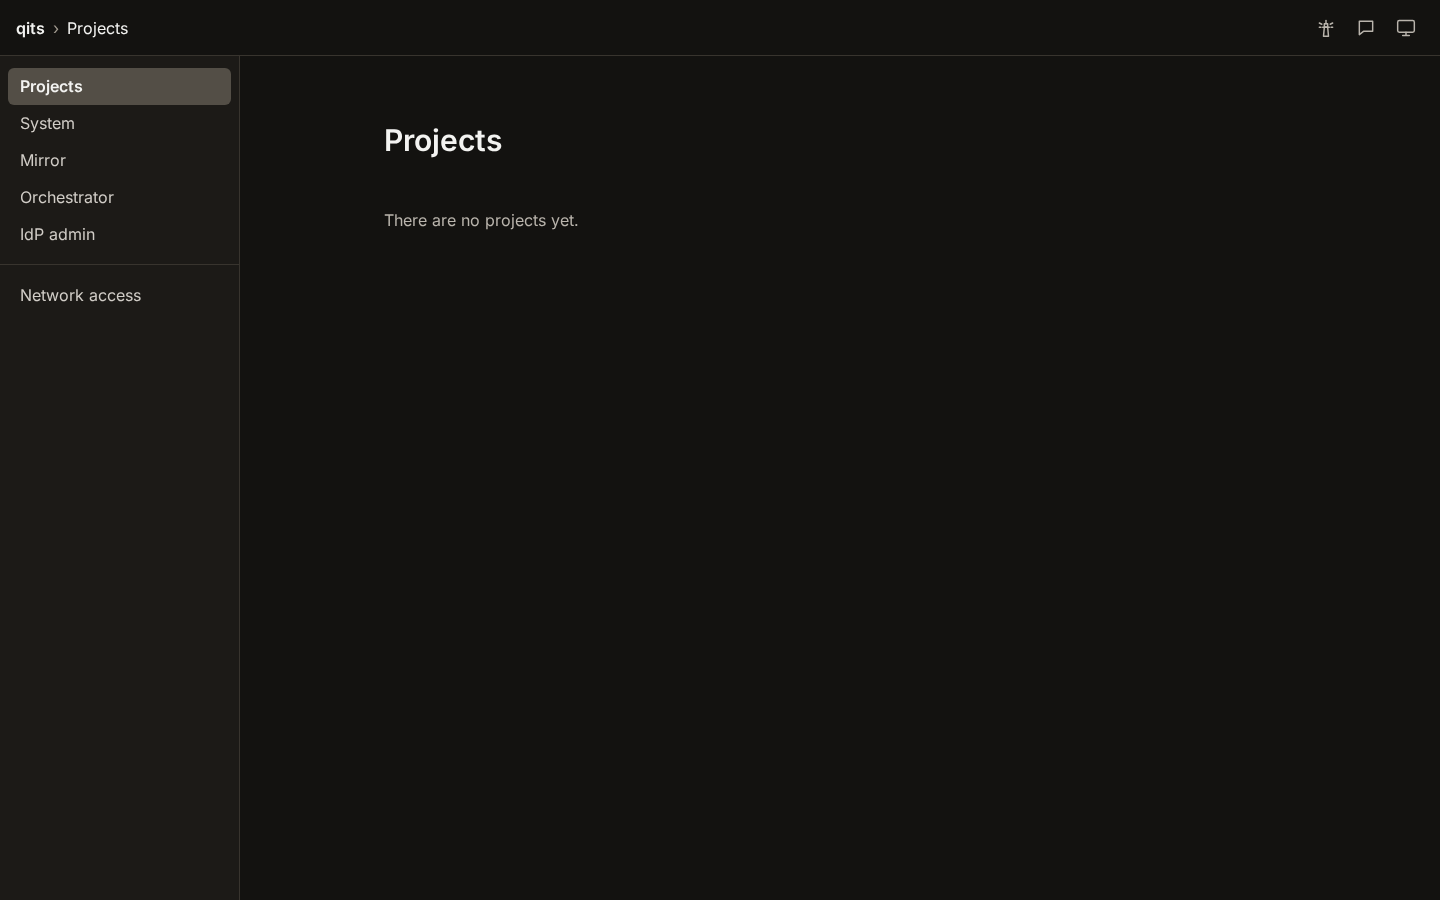 qits › Projects
Projects
System
Mirror
Orchestrator
IdP admin
Network access
Projects
There are no projects yet.